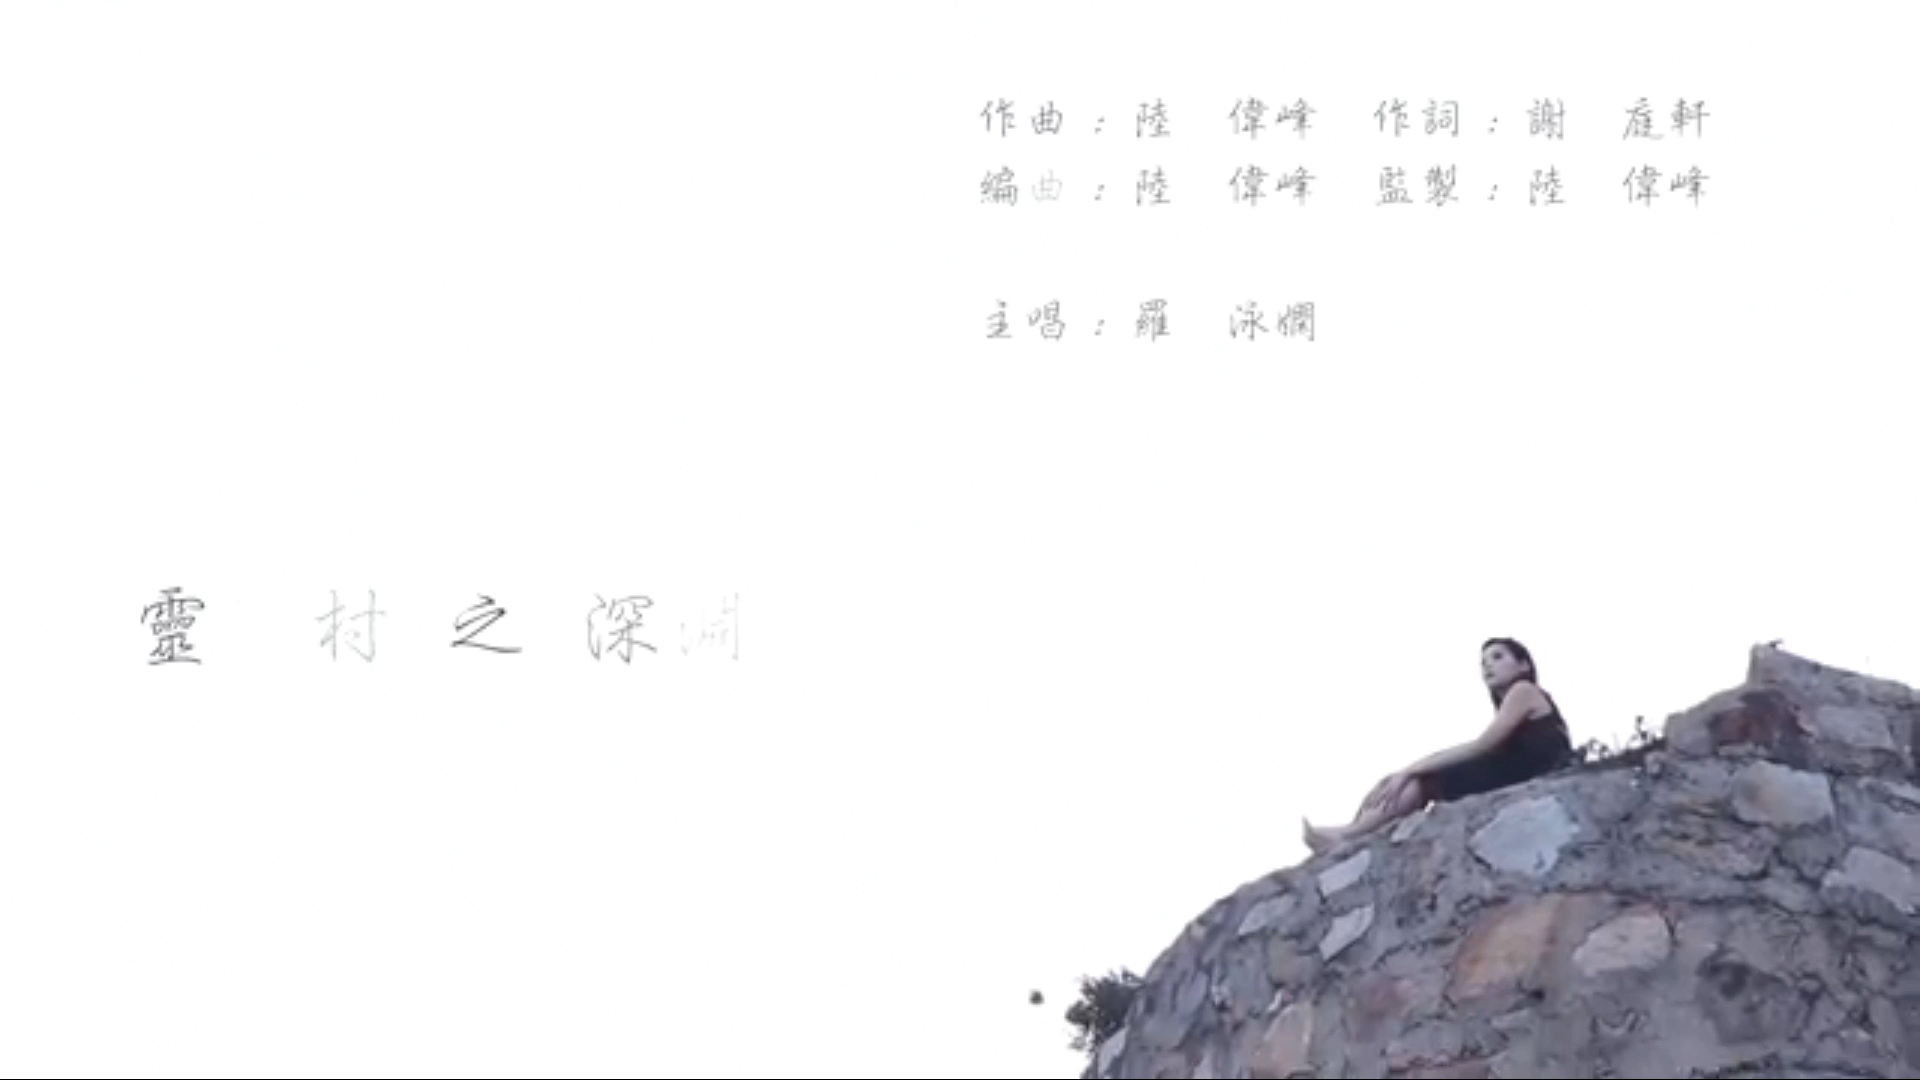 作曲：陸 偉峰 作詞：謝 庭軒
編曲：陸 偉峰 監製：陸 偉峰
主唱：羅 泳嫻
靈 村之深淵